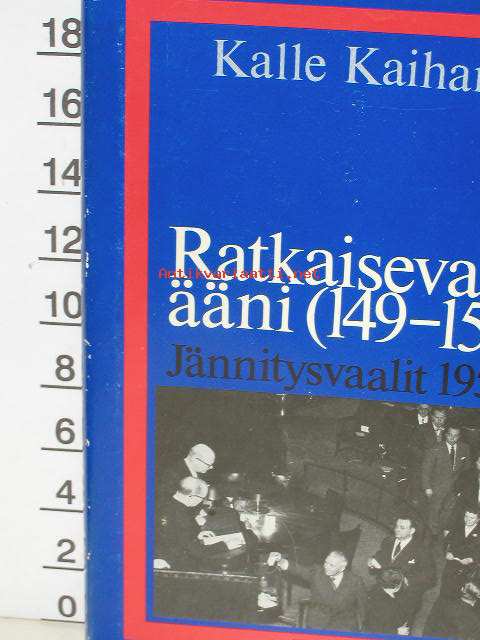 18
16
14
12
10
8
6
4
2
0
Kalle Kaihar
Ratkaiseva
Antikvariaatti.net
ääni (149–15
Jännitysvaalit 195